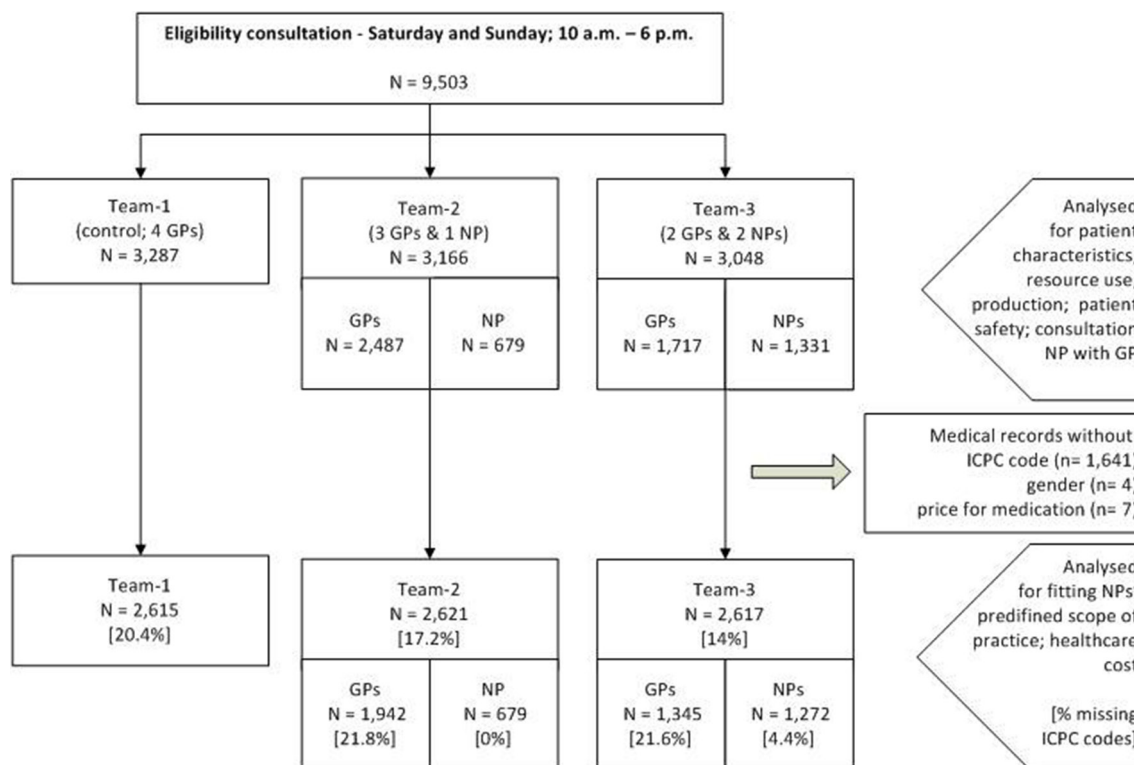 Eligibility consultation - Saturday and Sunday; 10 a.m. – 6 p.m.
N = 9,503
Team-1
(control; 4 GPs)
N = 3,287
Team-2
(3 GPs & 1 NP)
N = 3,166
GPs
N = 2,487
NP
N = 679
Team-3
(2 GPs & 2 NPs)
N = 3,048
GPs
N = 1,717
NPs
N = 1,331
Analysed
for patient
characteristics,
resource use,
production; patient
safety; consultation
NP with GP
Medical records without:
ICPC code (n= 1,641)
gender (n= 4)
price for medication (n= 7)
Team-1
N = 2,615
[20.4%]
Team-2
N = 2,621
[17.2%]
GPs
N = 1,942
[21.8%]
NP
N = 679
[0%]
Team-3
N = 2,617
[14%]
GPs
N = 1,345
[21.6%]
NPs
N = 1,272
[4.4%]
Analysed
for fitting NPs'
predifined scope of
practice; healthcare
cost
[% missing
ICPC codes]